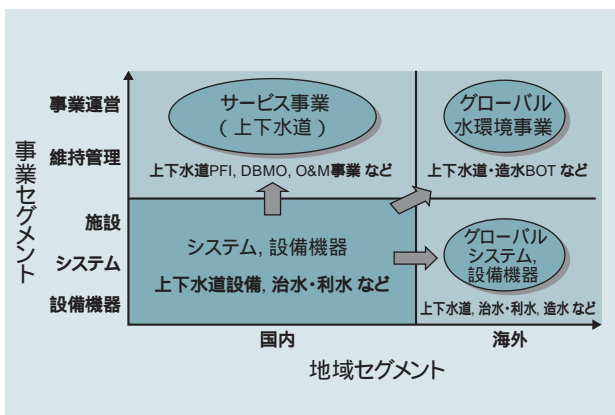 事業セグメント
事業運営
維持管理
施設
システム
設備機器
サービス事業
(上下水道)
上下水道PFI, DBMO, O&M事業 など
グローバル
水環境事業
上下水道・造水BOT など
システム, 設備機器
上下水道設備, 治水・利水 など
グローバル
システム,
設備機器
上下水道, 治水・利水, 造水 など
国内
海外
地域セグメント